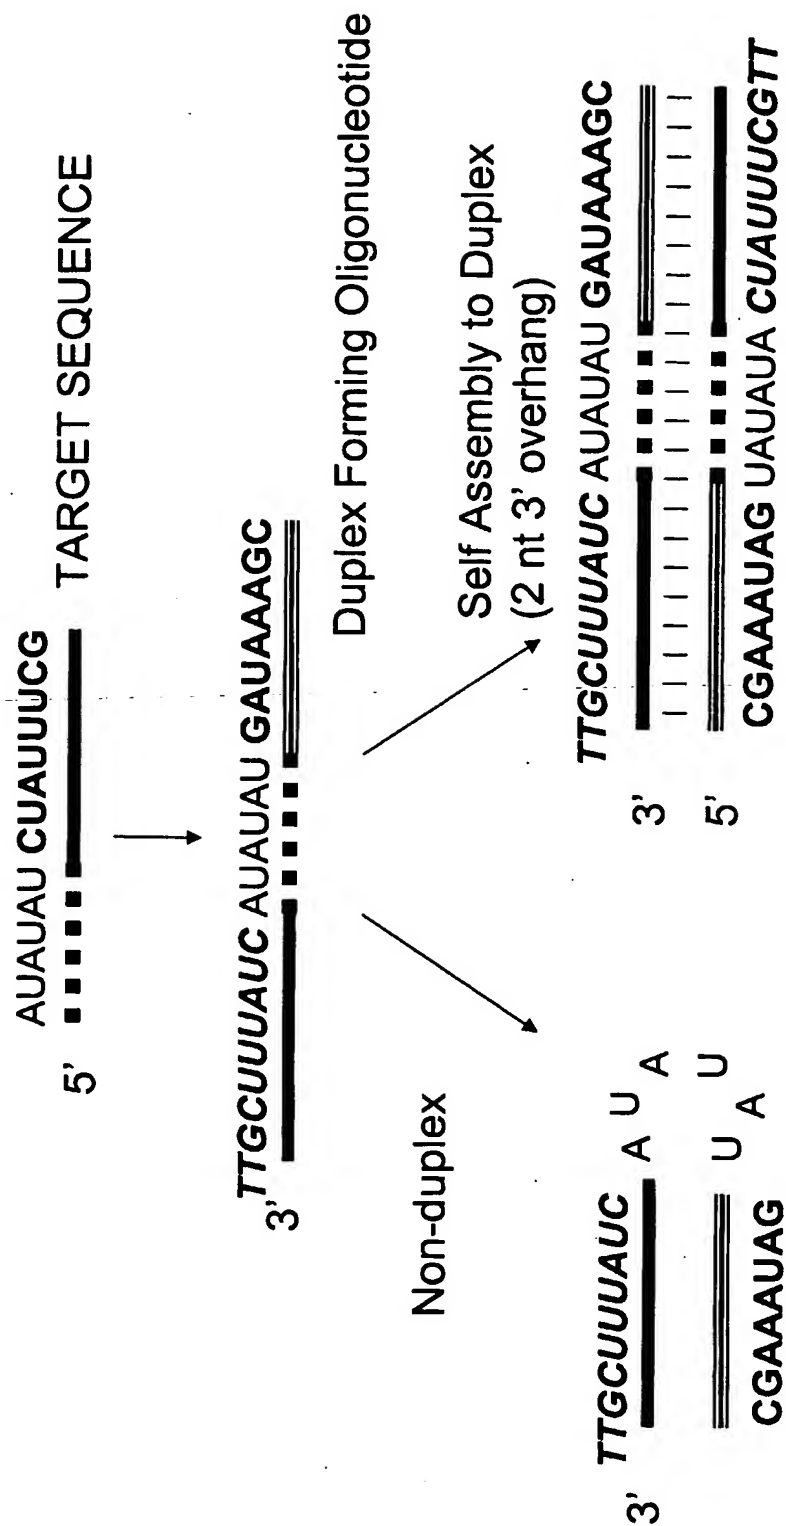 AUAUAU CUAUUUCG
5'
TARGET SEQUENCE
TTGCUUUAUC AUAUAU GAUAAAGC
3'
Duplex Forming Oligonucleotide
Non-duplex
Self Assembly to Duplex
(2 nt 3' overhang)
TTGCUUUAUC
3'
A U A U A U
CGAAAUAG
TTGCUUUAUC AUAUAU GAUAAAGC
3'
5'
CGAAAUAG UAUAUA CUAUUUCGTT